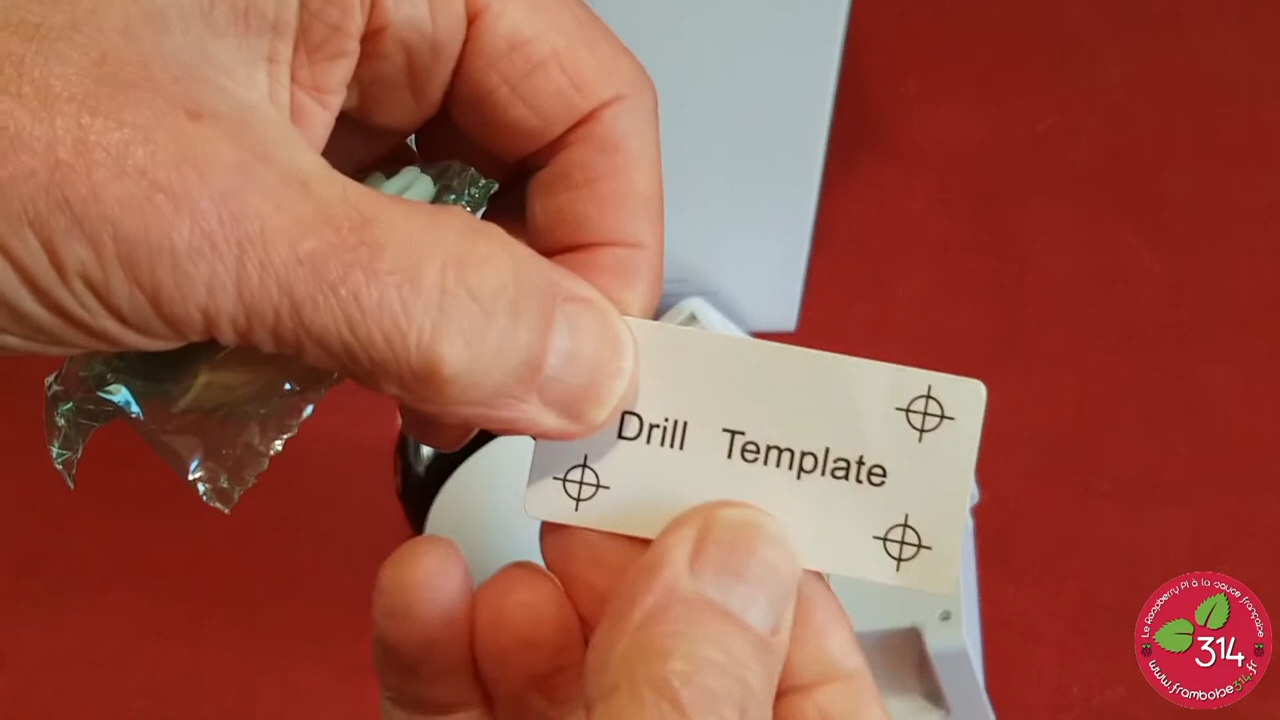 Drill Template
Le Raspberry Pi à la sauce française
314
www.framboise314.fr